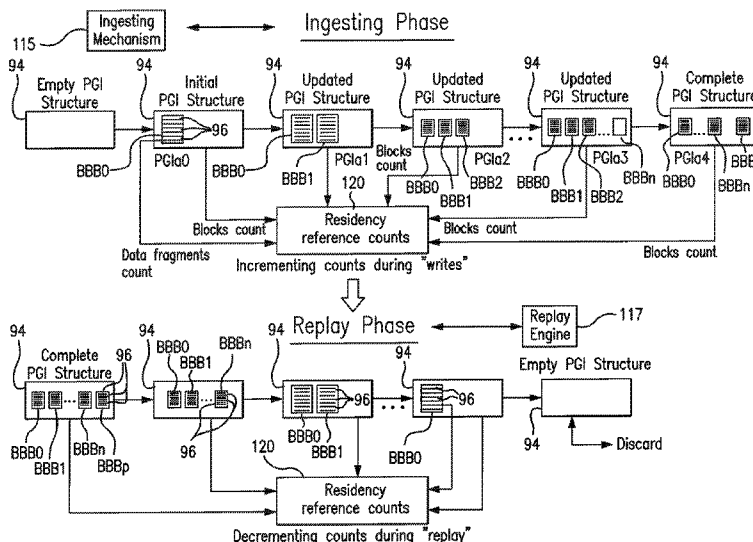 Ingesting
Mechanism
115
Ingesting Phase
94
Empty PGI
Structure
94
Initial
PGI Structure
94
Updated
PGI Structure
94
Updated
PGI Structure
94
Updated
PGI Structure
94
Complete
PGI Structure
96
BBB0
PGIa0
BBB0
PGIa1
BBB1
PGIa2
BBB0
BBB1
BBB2
...
PGIa3
BBB0
BBB1
BBB2
BBBn
PGIa4
BBB0
BBBn
BBB
Blocks
count
120
Residency
reference counts
Data fragments
count
Blocks count
Blocks count
Blocks count
Incrementing counts during "writes"
Replay Phase
Replay
Engine
117
94
Complete
PGI Structure
96
BBB0
BBB1
BBBn
BBBp
94
BBB0
BBB1
BBBn
96
94
96
BBB0
BBB1
...
94
96
BBB0
Empty PGI Structure
94
Discard
120
Residency
reference counts
Decrementing counts during "replay"